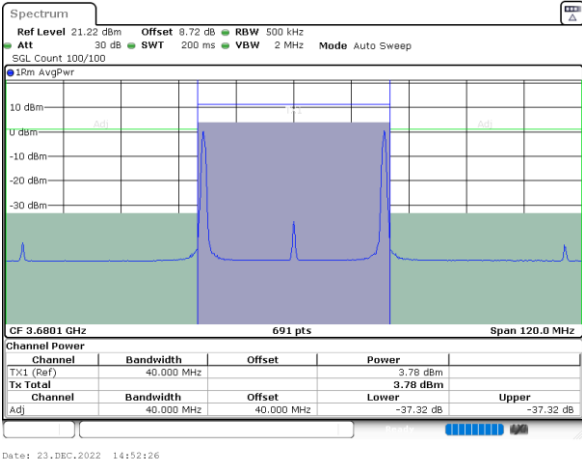 Spectrum
Ref Level 21.22 dBm Offset 8.72 dB RBW 500 kHz
Att 30 dB SWT 200 ms VBW 2 MHz Mode Auto Sweep
SGL Count 100/100
1Rm AvgPwr
10 dBm
Adj Adj
0 dBm
-10 dBm
-20 dBm
-30 dBm
CF 3.6801 GHz 691 pts Span 120.0 MHz
Channel Power
Channel Bandwidth Offset Power
TX1 (Ref) 40.000 MHz 3.78 dBm
Tx Total 3.78 dBm
Channel Bandwidth Offset Lower Upper
Adj 40.000 MHz 40.000 MHz -37.32 dB -37.32 dB
Ready
Date: 23.DEC.2022 14:52:26